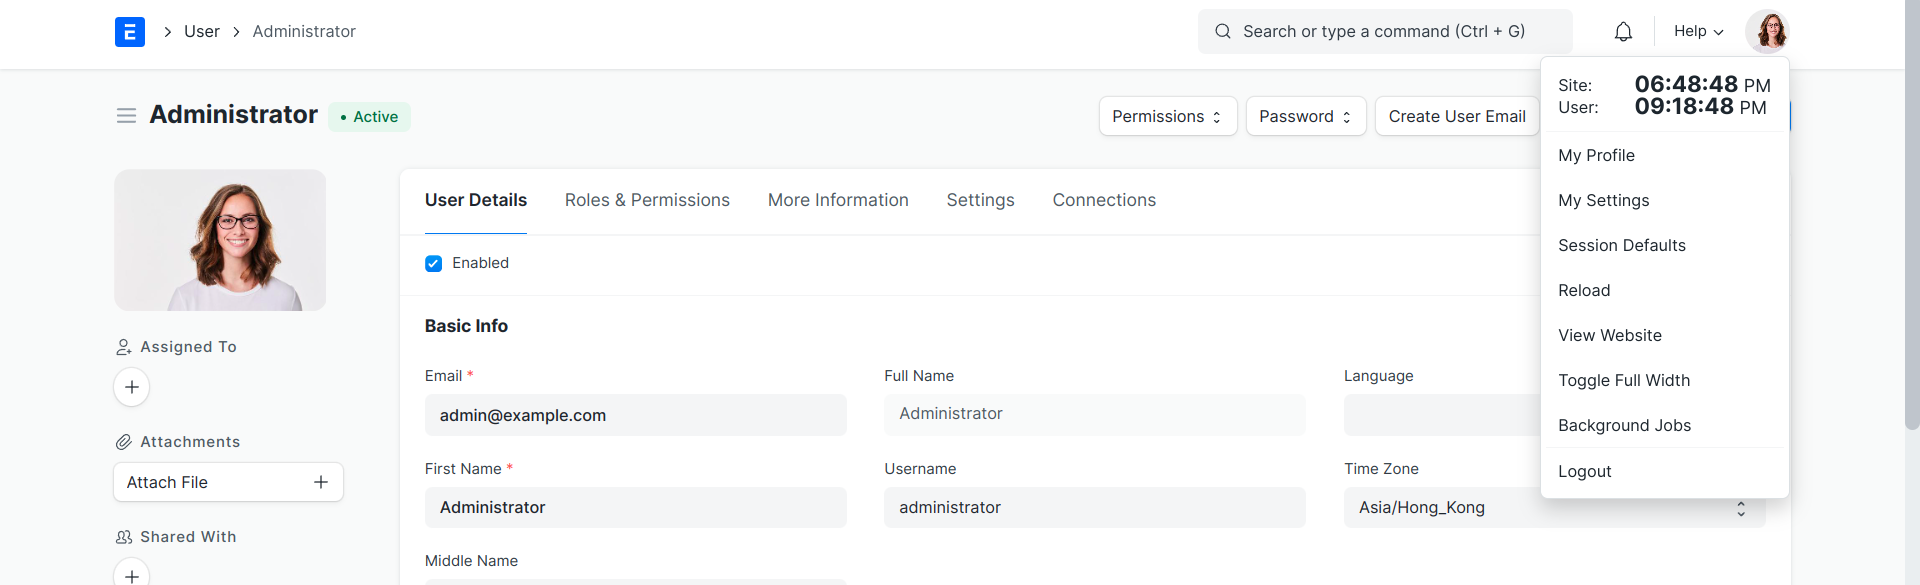 E > User > Administrator
Search or type a command (Ctrl + G)
Help
Site: 06:48:48 PM
User: 09:18:48 PM
My Profile
My Settings
Session Defaults
Reload
View Website
Toggle Full Width
Background Jobs
Logout
Administrator
Active
Permissions
Password
Create User Email
Assigned To
Attachments
Attach File
Shared With
User Details
Roles & Permissions
More Information
Settings
Connections
Enabled
Basic Info
Email *
admin@example.com
Full Name
Administrator
Language
First Name *
Administrator
Username
administrator
Time Zone
Asia/Hong_Kong
Middle Name